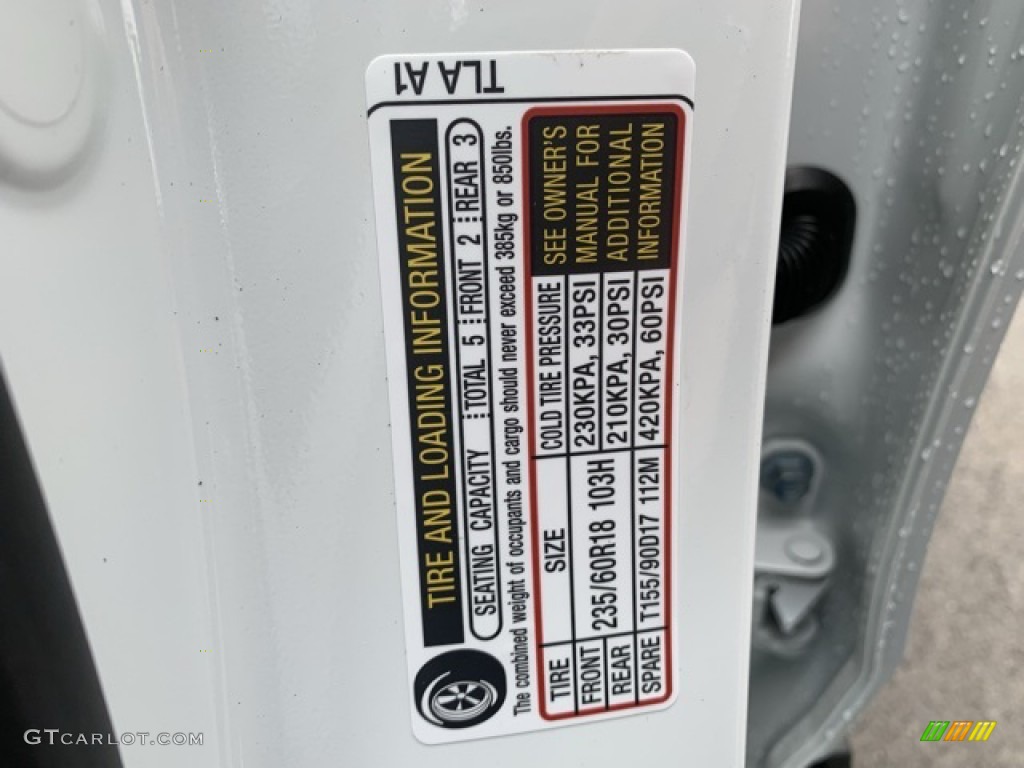 TLA A1
TIRE AND LOADING INFORMATION
SEATING CAPACITY TOTAL 5 FRONT 2 REAR 3
The combined weight of occupants and cargo should never exceed 385kg or 850lbs.
TIRE SIZE COLD TIRE PRESSURE
FRONT 235/60R18 103H 230KPA, 33PSI
REAR 210KPA, 30PSI
SPARE T155/90D17 112M 420KPA, 60PSI
SEE OWNER'S
MANUAL FOR
ADDITIONAL
INFORMATION
GTCARLOT.COM